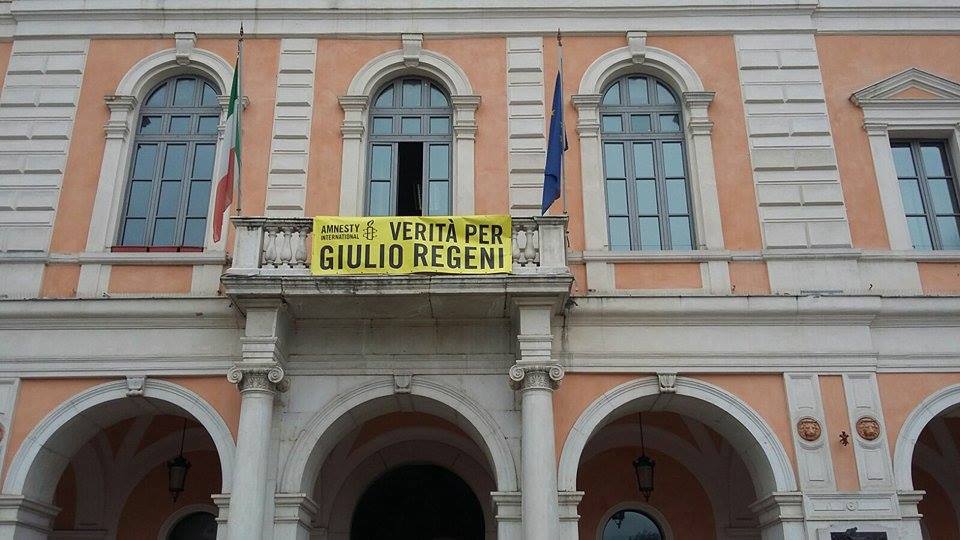 AMNESTY
INTERNATIONAL
VERITÀ PER
GIULIO REGENI